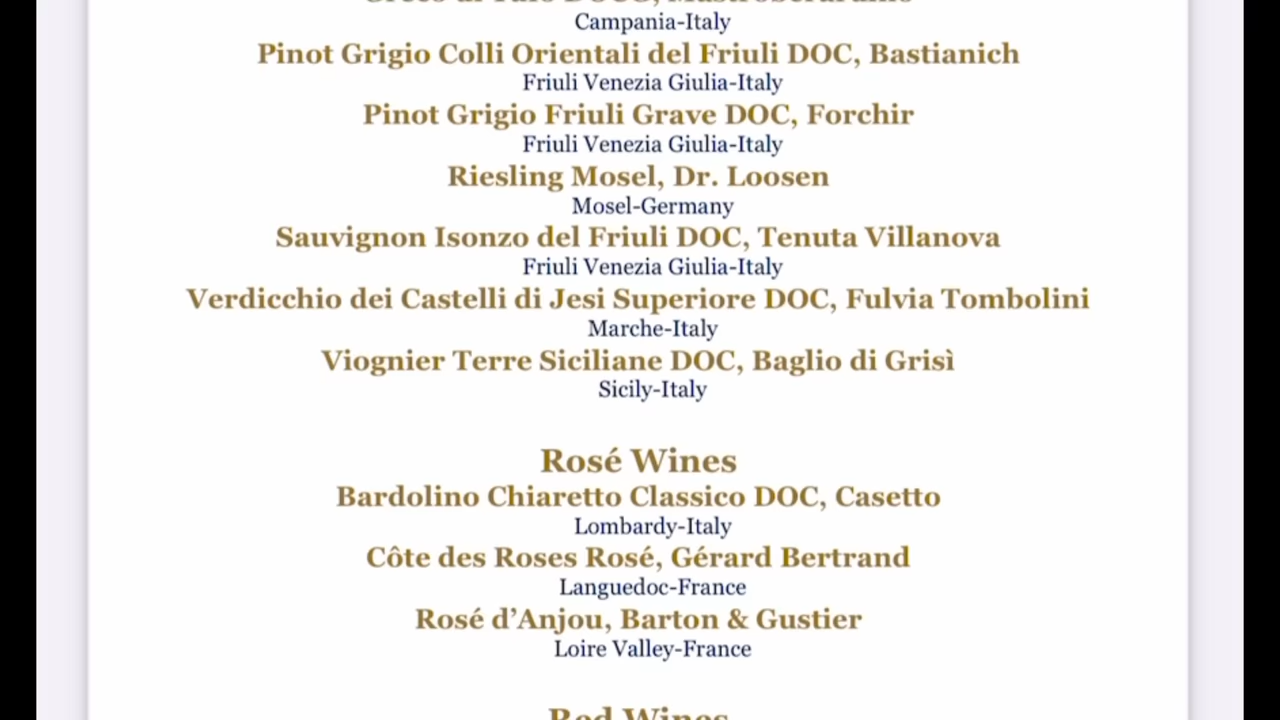 Campania-Italy
Pinot Grigio Colli Orientali del Friuli DOC, Bastianich
Friuli Venezia Giulia-Italy
Pinot Grigio Friuli Grave DOC, Forchir
Friuli Venezia Giulia-Italy
Riesling Mosel, Dr. Loosen
Mosel-Germany
Sauvignon Isonzo del Friuli DOC, Tenuta Villanova
Friuli Venezia Giulia-Italy
Verdicchio dei Castelli di Jesi Superiore DOC, Fulvia Tombolini
Marche-Italy
Viognier Terre Siciliane DOC, Baglio di Grisì
Sicily-Italy
Rosé Wines
Bardolino Chiaretto Classico DOC, Casetto
Lombardy-Italy
Côte des Roses Rosé, Gérard Bertrand
Languedoc-France
Rosé d’Anjou, Barton & Gustier
Loire Valley-France
Red Wines